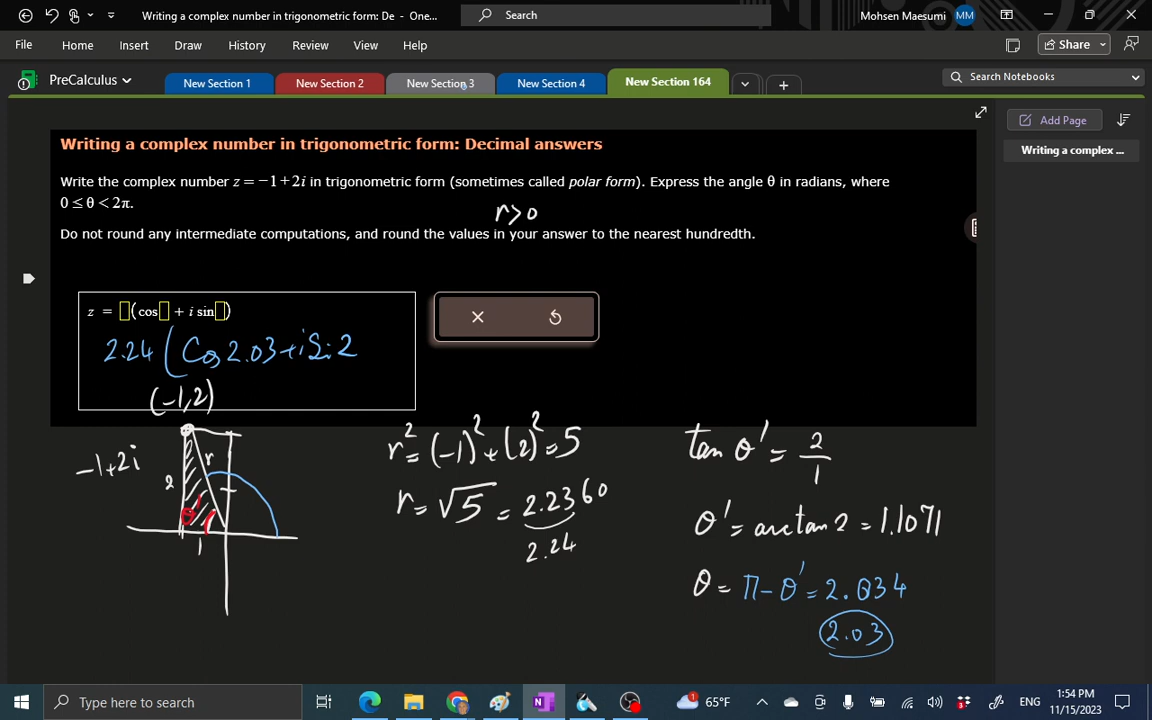 Writing a complex number in trigonometric form: De - One...
Search
Mohsen Maesumi
MM
File Home Insert Draw History Review View Help
Share
PreCalculus
New Section 1
New Section 2
New Section 3
New Section 4
New Section 164
Search Notebooks
Add Page
Writing a complex ...
Writing a complex number in trigonometric form: Decimal answers
Write the complex number z = −1+2i in trigonometric form (sometimes called polar form). Express the angle θ in radians, where
0 ≤ θ < 2π.
r > 0
Do not round any intermediate computations, and round the values in your answer to the nearest hundredth.
z = ▯(cos▯ + i sin▯)
2.24 (Cos 2.03 + i Si 2
(-1,2)
-1+2i
r
2
θ'
1
r² = (-1)² + (2)² = 5
r = √5 = 2.2360
2.24
tan θ' = 2/1
θ' = arctan 2 = 1.1071
θ = π - θ' = 2.034
2.03
Type here to search
1
65°F
3
ENG
1:54 PM
11/15/2023